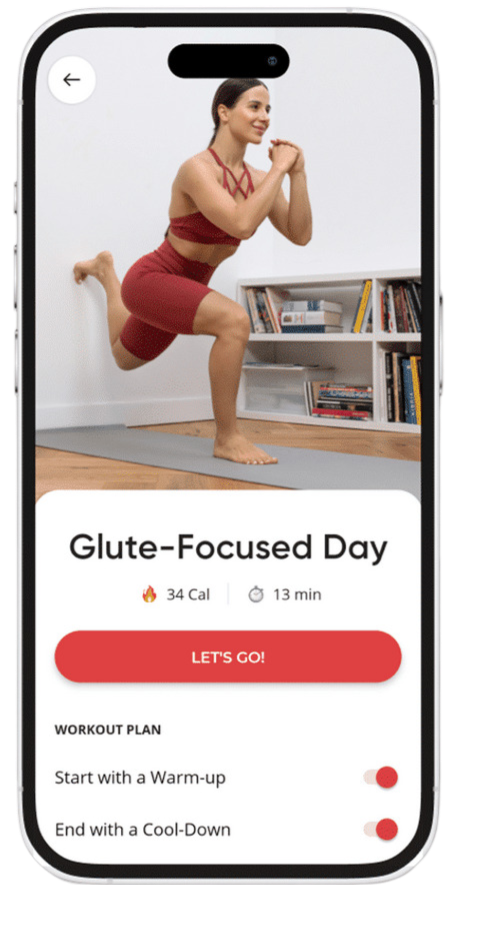 Glute-Focused Day
34 Cal
13 min
LET'S GO!
WORKOUT PLAN
Start with a Warm-up
End with a Cool-Down